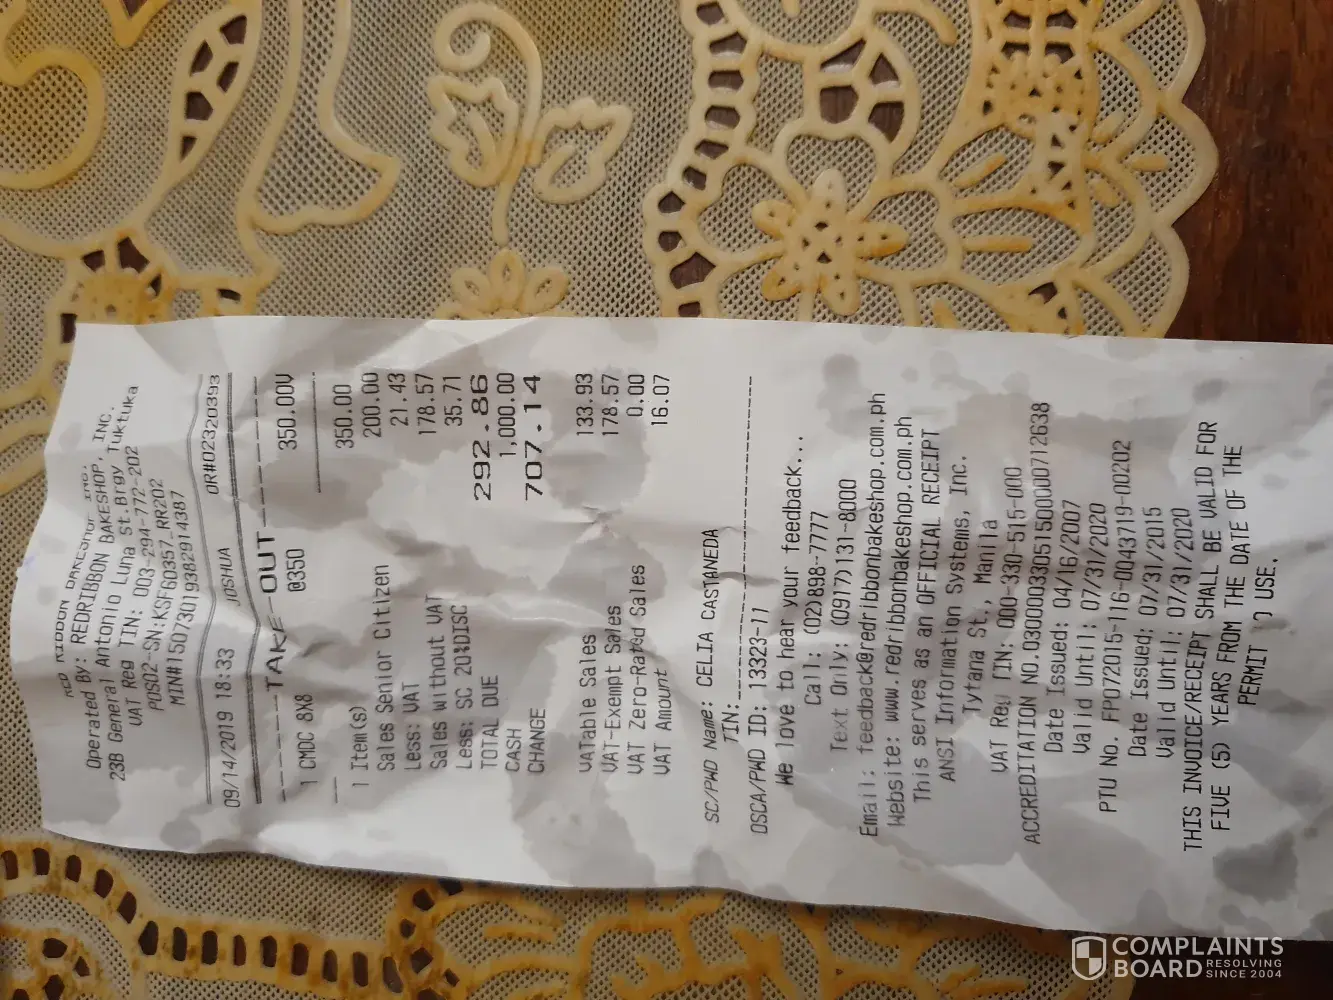 RED RIBBON BAKESHOP INC.
Operated BY: REDRIBBON BAKESHOP, INC.
23B General Antonio Luna St.Brgy Tuktuka
VAT Reg TIN: 003-294-772-202
POS02-SN:KSF60357-RR202
MIN#150730193829143​87
09/14/2019 18:33 JOSHUA OR#02320393
-----TAKE-OUT-----
1 CMDC 8X8 @350 350.00V
1 Item(s) 350.00
Sales Senior Citizen 200.00
Less: VAT 21.43
Sales without VAT 178.57
Less: SC 20%DISC 35.71
TOTAL DUE 292.86
CASH 1,000.00
CHANGE 707.14
VATable Sales 133.93
VAT-Exempt Sales 178.57
VAT Zero-Rated Sales 0.00
VAT Amount 16.07
SC/PWD Name: CELIA CASTANEDA
TIN:
OSCA/PWD ID: 13323-11
We love to hear your feedback...
Call: (02)898-7777
Text Only: (0917)131-8000
Email: feedback@redribbonbakeshop.com.ph
Website: www.redribbonbakeshop.com.ph
This serves as an OFFICIAL RECEIPT
ANSI Information Systems, Inc.
Tytana St., Manila
VAT Reg TIN: 000-330-515-000
ACCREDITATION NO.030000330515000007​12638
Date Issued: 04/16/2007
Valid Until: 07/31/2020
PTU No. FP072015-116-0043719-00202
Date Issued: 07/31/2015
Valid Until: 07/31/2020
THIS INVOICE/RECEIPT SHALL BE VALID FOR
FIVE (5) YEARS FROM THE DATE OF THE
PERMIT USE.
COMPLAINTS
BOARD RESOLVING
SINCE 2004